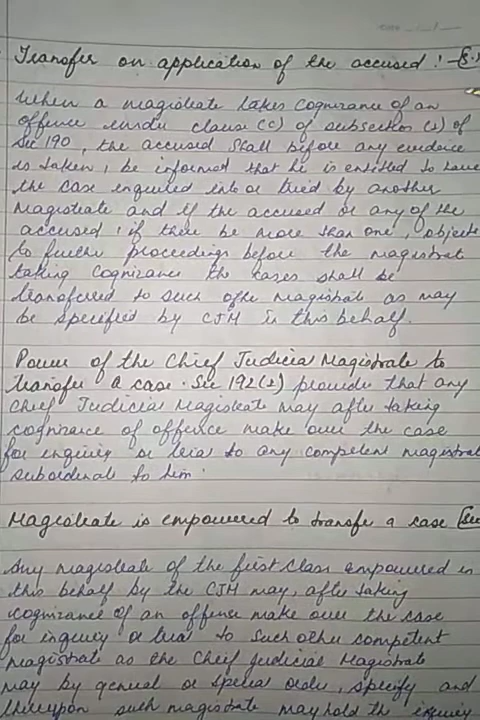 Transfer on application of the accused :-
When a magistrate takes cognizance of an
offence under clause (c) of subsection (1) of
Sec 190, the accused shall before any evidence
is taken, be informed that he is entitled to have
the case enquired into or tried by another
magistrate and if the accused or any of the
accused, if there be more than one, objects
to further proceedings before the magistrate
taking cognizance the cases shall be
transferred to such other magistrate as may
be specified by CJM in this behalf.
Power of the Chief Judicial Magistrate to
transfer a case. Sec 192(1) provides that any
Chief Judicial Magistrate may after taking
cognizance of offence make over the case
for enquiry or trial to any competent magistrate
subordinate to him.
Magistrate is empowered to transfer a case
Any magistrate of the first class empowered in
this behalf by the CJM may, after taking
cognizance of an offence make over the case
for enquiry or trial to such other competent
magistrate as the Chief Judicial Magistrate
may by general or special order, specify and
thereupon such magistrate may hold the enquiry